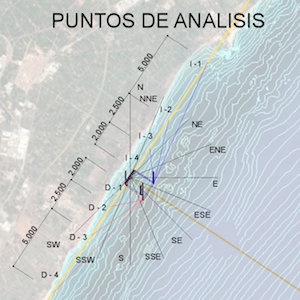 PUNTOS DE ANALISIS
5,000
I - 1
2,500
N
NNE
I - 2
2,000
NE
I - 3
ENE
I - 4
2,000
D - 1
E
2,500
D - 2
ESE
5,000
SW
D - 3
SE
SSW
S
SSE
D - 4